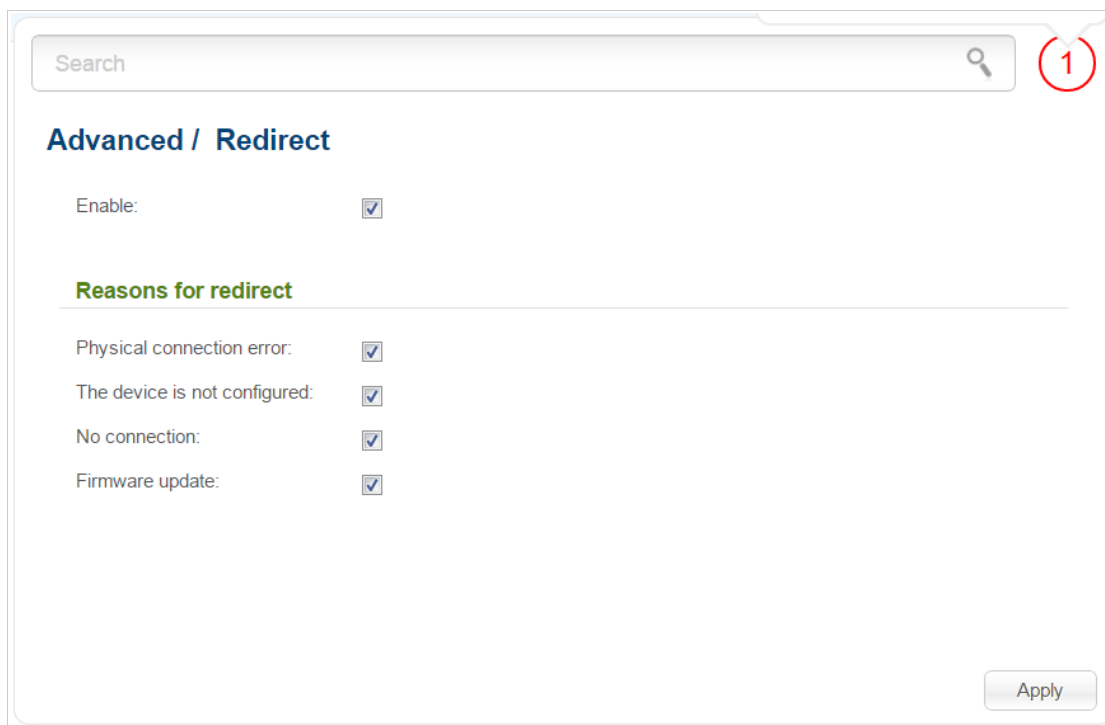 Search
1
Advanced / Redirect
Enable:
Reasons for redirect
Physical connection error:
The device is not configured:
No connection:
Firmware update:
Apply